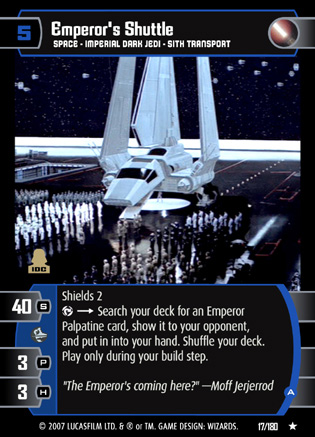 5
Emperor's Shuttle
SPACE - IMPERIAL DARK JEDI - SITH TRANSPORT
IDC
40 S
Shields 2
→ Search your deck for an Emperor
Palpatine card, show it to your opponent,
and put in into your hand. Shuffle your deck.
Play only during your build step.
3 P
3 H
"The Emperor's coming here?" —Moff Jerjerrod
A
© 2007 LUCASFILM LTD. & ® or TM. GAME DESIGN: WIZARDS.
17/180